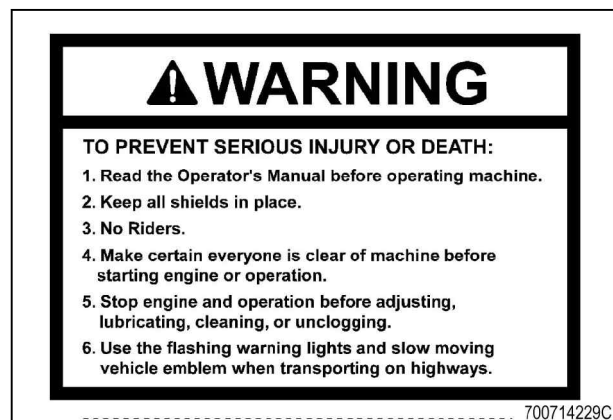 WARNING
TO PREVENT SERIOUS INJURY OR DEATH:
1. Read the Operator's Manual before operating machine.
2. Keep all shields in place.
3. No Riders.
4. Make certain everyone is clear of machine before
starting engine or operation.
5. Stop engine and operation before adjusting,
lubricating, cleaning, or unclogging.
6. Use the flashing warning lights and slow moving
vehicle emblem when transporting on highways.
700714229C